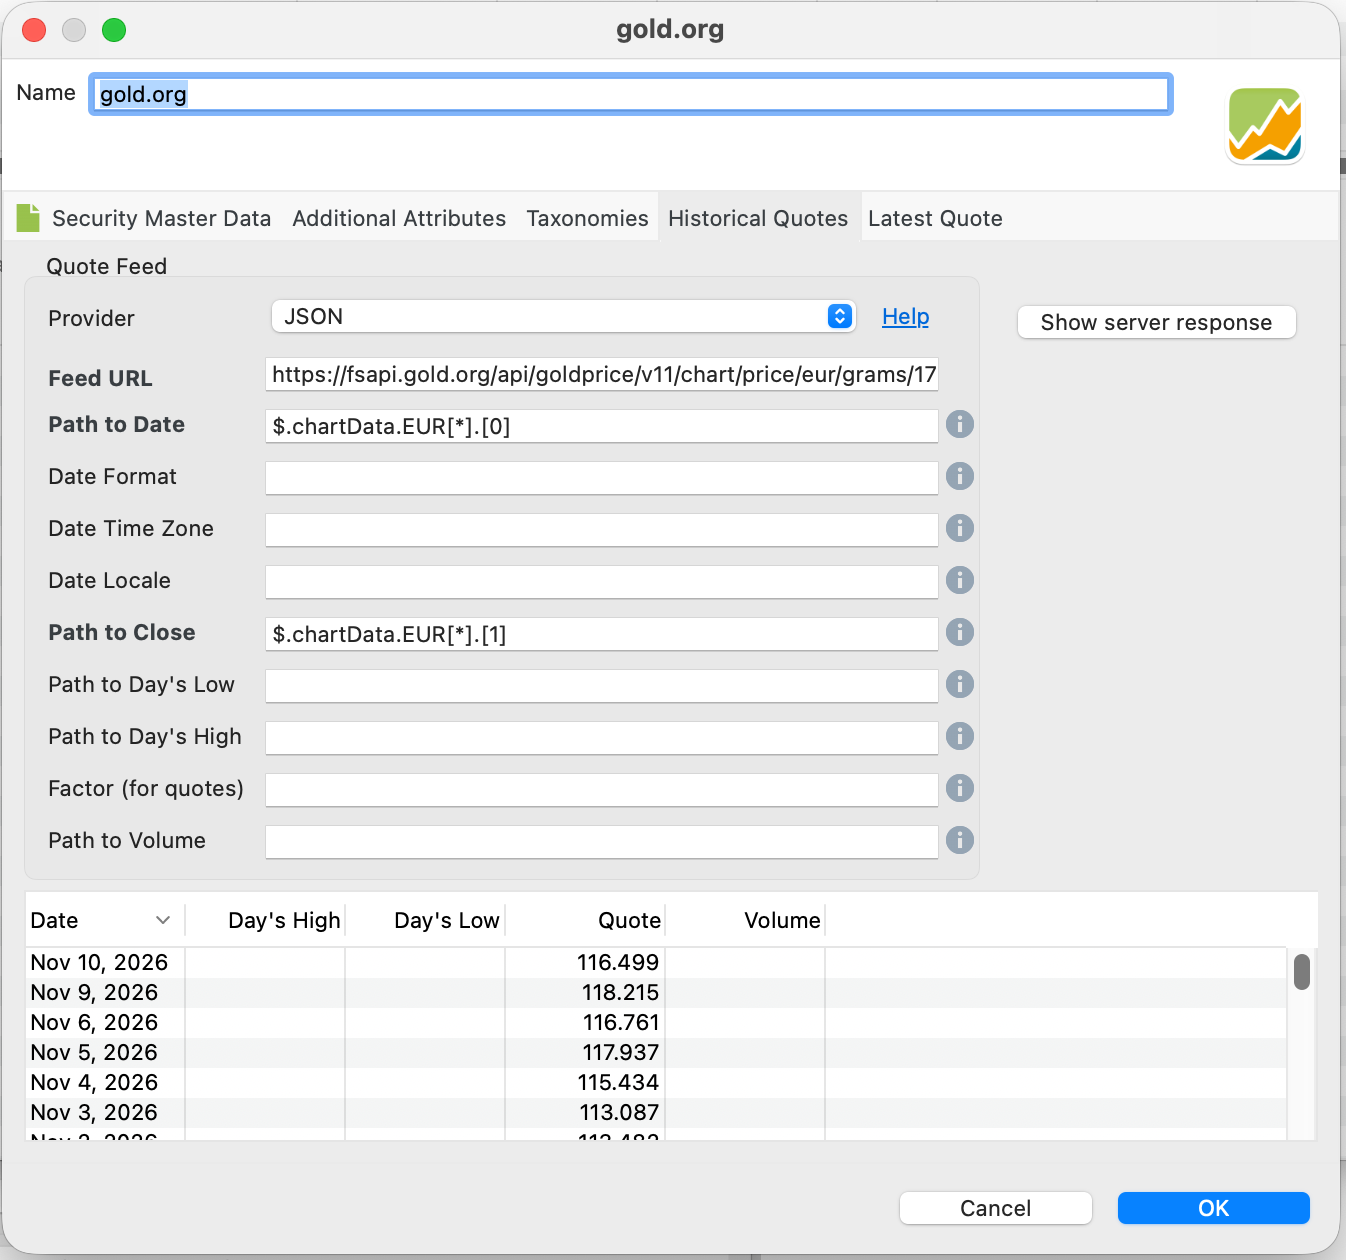 gold.org
Name gold.org
Security Master Data Additional Attributes Taxonomies Historical Quotes Latest Quote
Quote Feed
Provider JSON Help Show server response
Feed URL https://fsapi.gold.org/api/goldprice/v11/chart/price/eur/grams/17
Path to Date $.chartData.EUR[*].[0]
Date Format
Date Time Zone
Date Locale
Path to Close $.chartData.EUR[*].[1]
Path to Day's Low
Path to Day's High
Factor (for quotes)
Path to Volume
Date Day's High Day's Low Quote Volume
Nov 10, 2026 116.499
Nov 9, 2026 118.215
Nov 6, 2026 116.761
Nov 5, 2026 117.937
Nov 4, 2026 115.434
Nov 3, 2026 113.087
Nov 2, 2026 113.482
Cancel OK